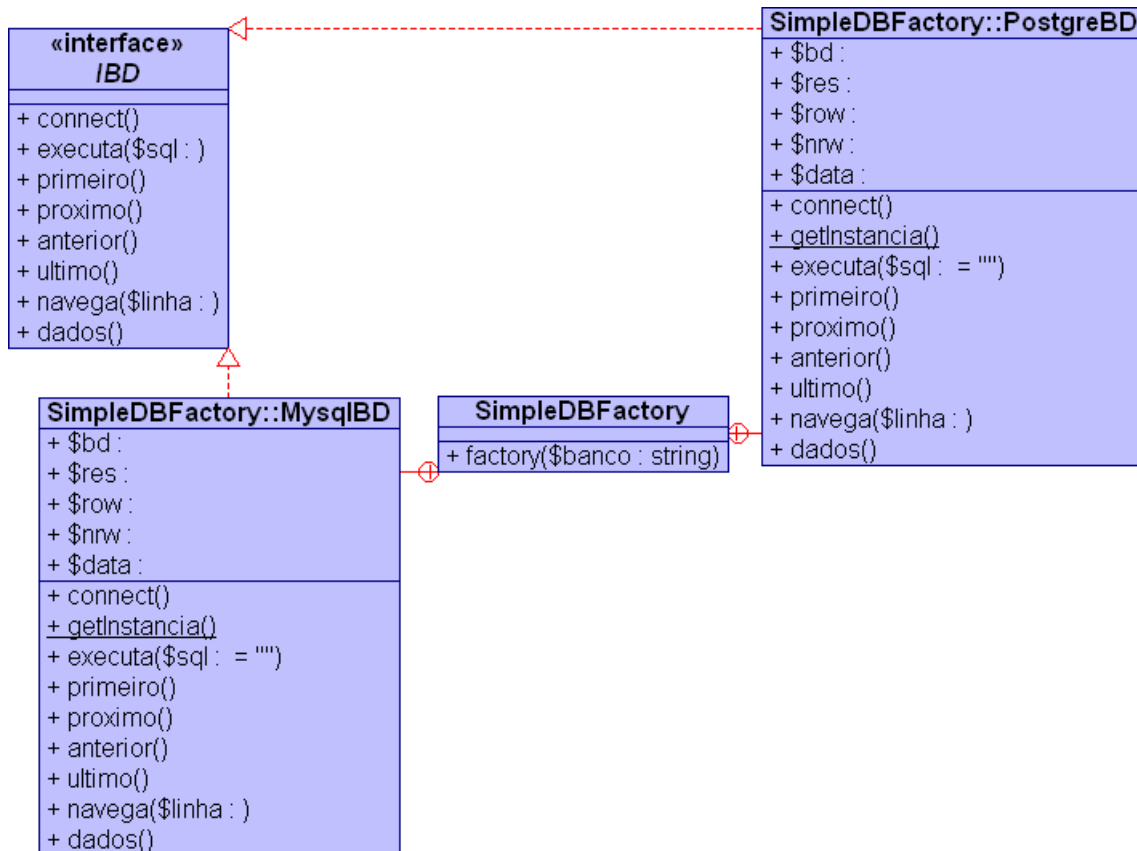 «interface»
IBD
+ connect()
+ executa($sql : )
+ primeiro()
+ proximo()
+ anterior()
+ ultimo()
+ navega($linha : )
+ dados()
SimpleDBFactory::PostgreBD
+ $bd :
+ $res :
+ $row :
+ $nrw :
+ $data :
+ connect()
+ getInstancia()
+ executa($sql :  = "")
+ primeiro()
+ proximo()
+ anterior()
+ ultimo()
+ navega($linha : )
+ dados()
SimpleDBFactory::MysqlBD
+ $bd :
+ $res :
+ $row :
+ $nrw :
+ $data :
+ connect()
+ getInstancia()
+ executa($sql :  = "")
+ primeiro()
+ proximo()
+ anterior()
+ ultimo()
+ navega($linha : )
+ dados()
SimpleDBFactory
+ factory($banco : string)